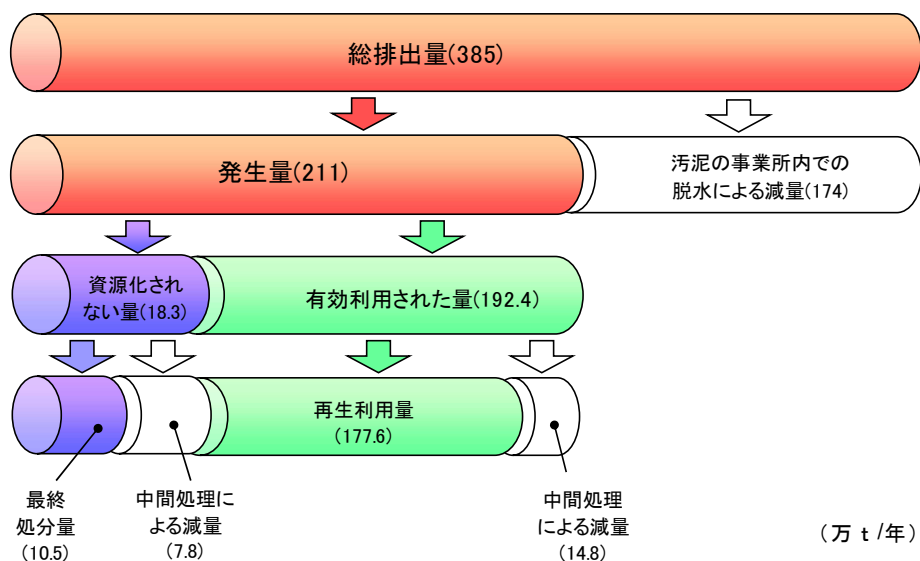 総排出量(385)
発生量(211)
汚泥の事業所内での
脱水による減量(174)
資源化され
ない量(18.3)
有効利用された量(192.4)
再生利用量
(177.6)
最終
処分量
(10.5)
中間処理に
よる減量
(7.8)
中間処理
による減量
(14.8)
(万ｔ/年)